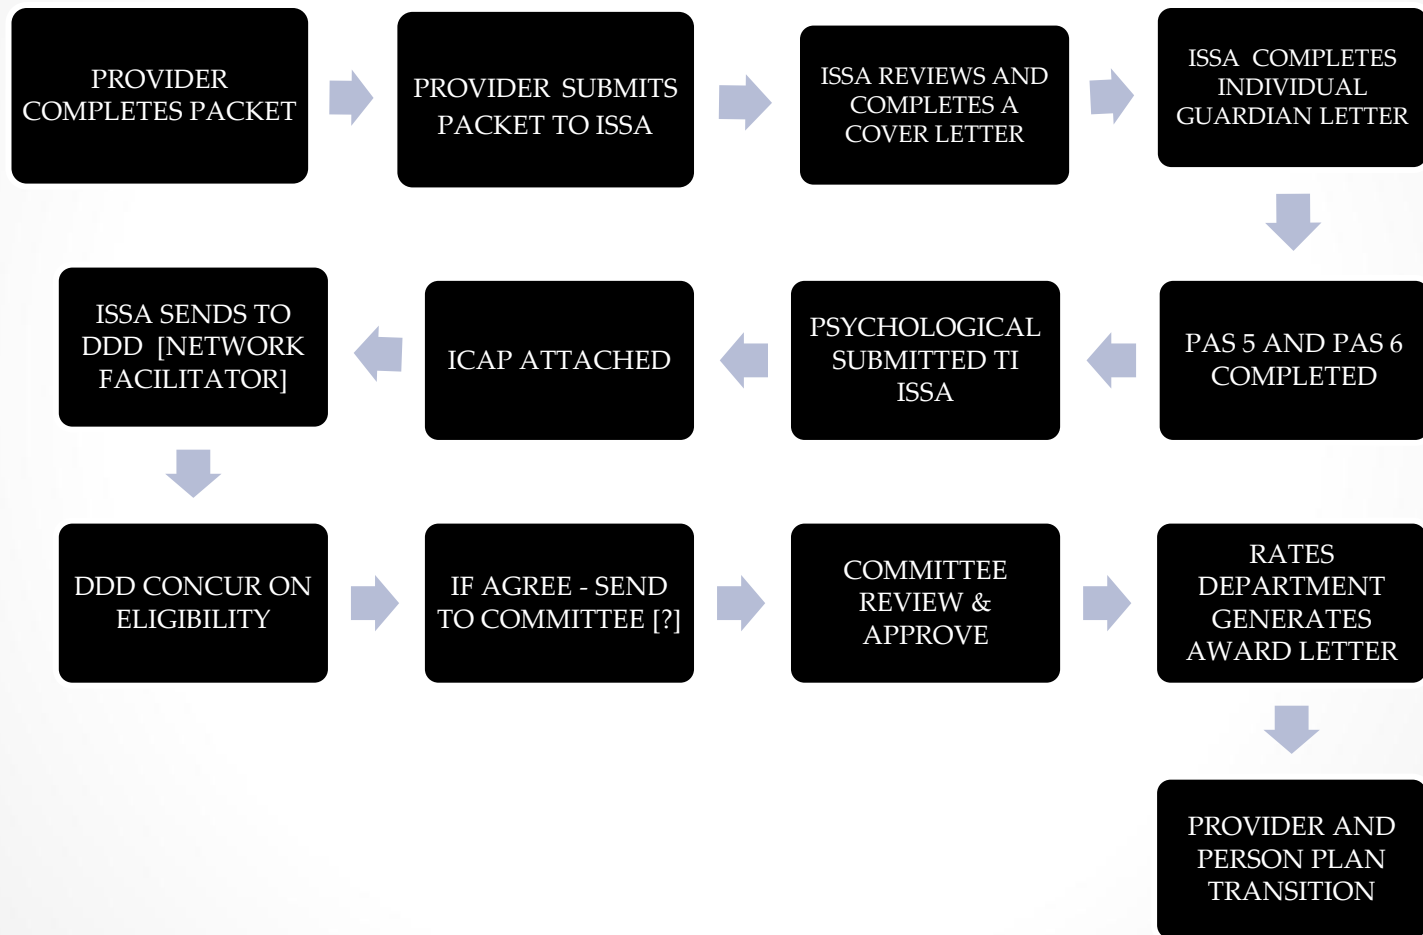 PROVIDER
COMPLETES PACKET
PROVIDER SUBMITS
PACKET TO ISSA
ISSA REVIEWS AND
COMPLETES A
COVER LETTER
ISSA COMPLETES
INDIVIDUAL
GUARDIAN LETTER
PAS 5 AND PAS 6
COMPLETED
PSYCHOLOGICAL
SUBMITTED TI
ISSA
ICAP ATTACHED
ISSA SENDS TO
DDD [NETWORK
FACILITATOR]
DDD CONCUR ON
ELIGIBILITY
IF AGREE - SEND
TO COMMITTEE [?]
COMMITTEE
REVIEW &
APPROVE
RATES
DEPARTMENT
GENERATES
AWARD LETTER
PROVIDER AND
PERSON PLAN
TRANSITION